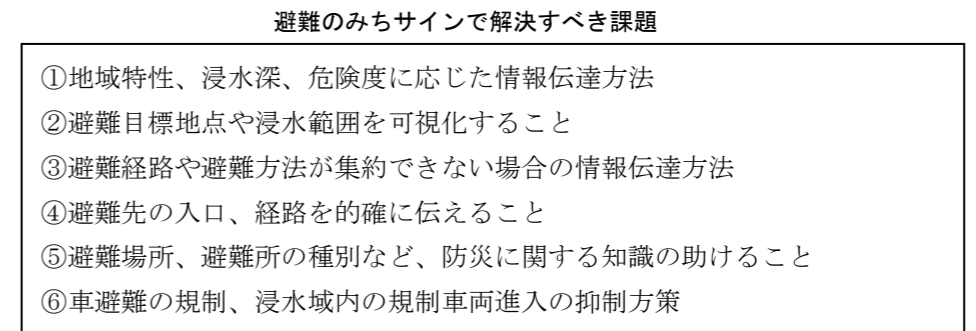 避難のみちサインで解決すべき課題
①地域特性、浸水深、危険度に応じた情報伝達方法
②避難目標地点や浸水範囲を可視化すること
③避難経路や避難方法が集約できない場合の情報伝達方法
④避難先の入口、経路を的確に伝えること
⑤避難場所、避難所の種別など、防災に関する知識の助けること
⑥車避難の規制、浸水域内の規制車両進入の抑制方策